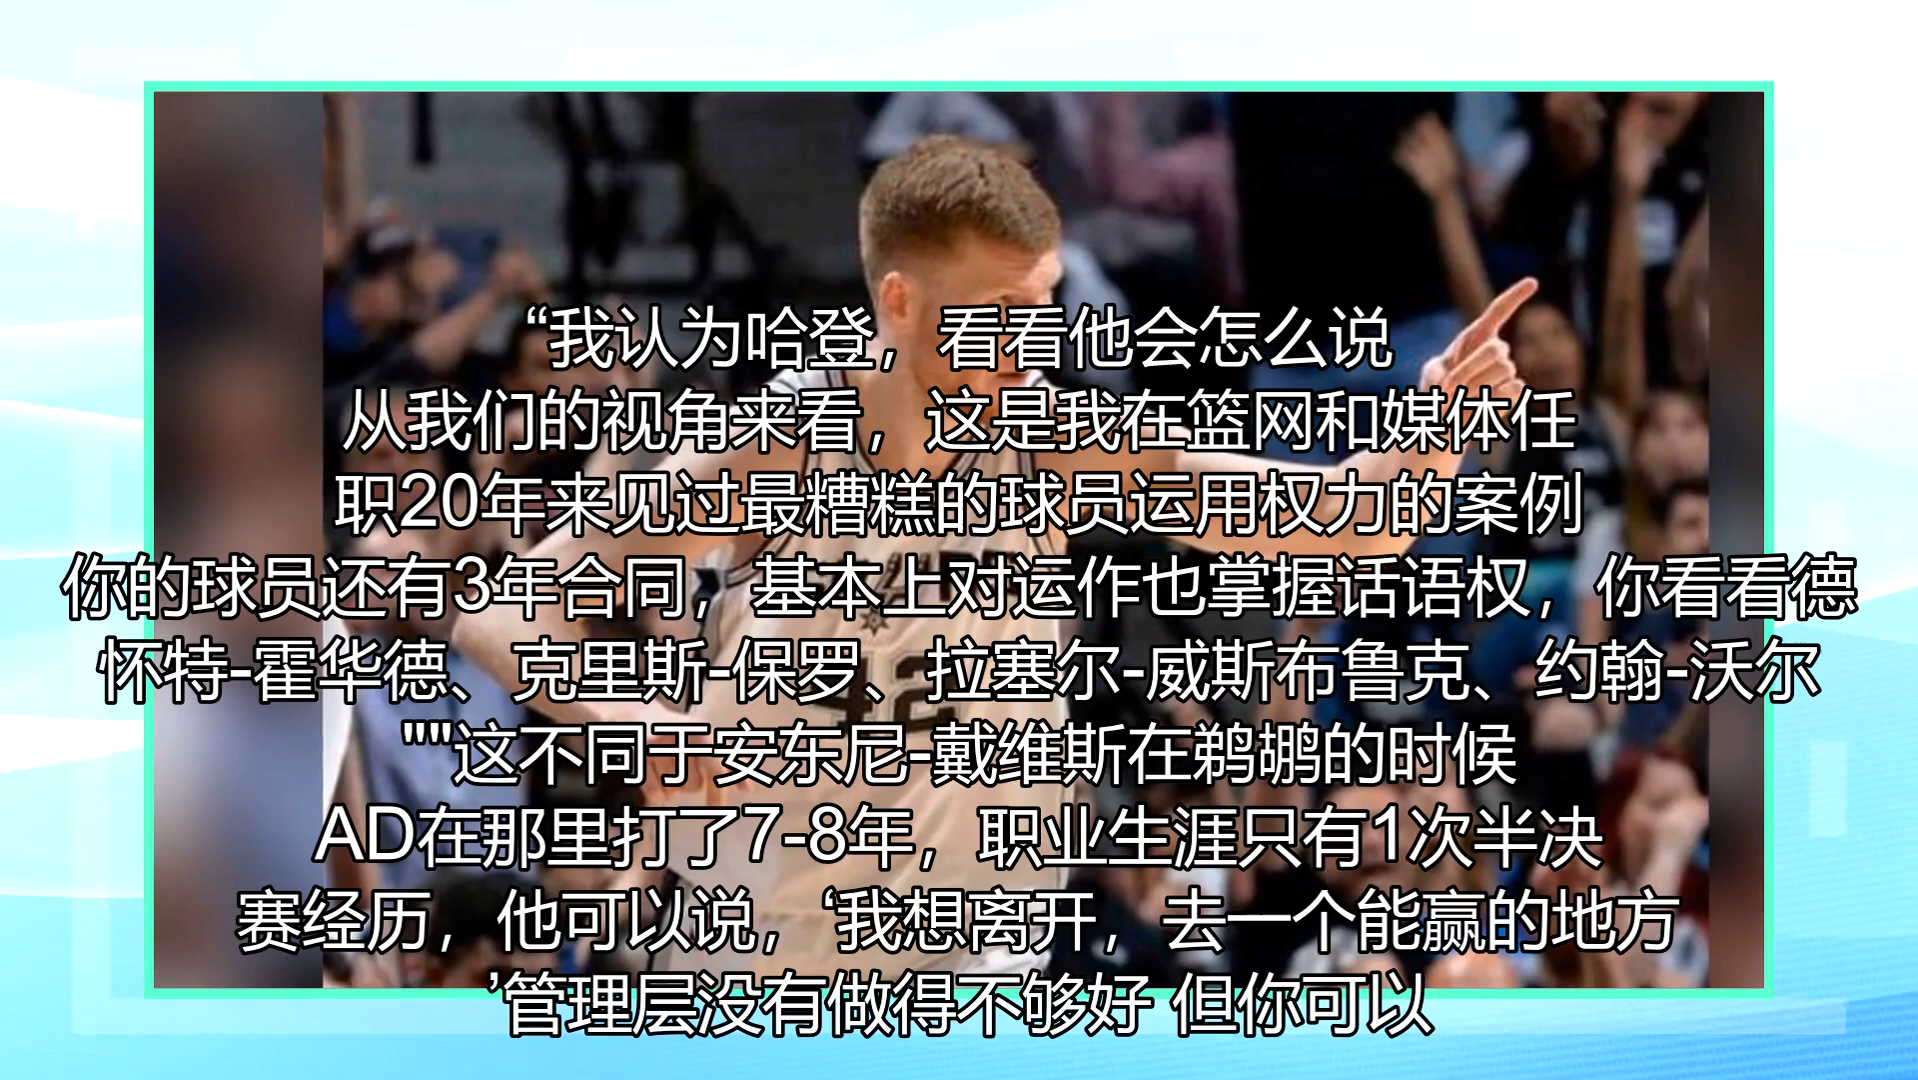 “我认为哈登，看看他会怎么说
从我们的视角来看，这是我在篮网和媒体任
职20年来见过最糟糕的球员运用权力的案例
你的球员还有3年合同，基本上对运作也掌握话语权，你看看德
怀特-霍华德、克里斯-保罗、拉塞尔-威斯布鲁克、约翰-沃尔
""这不同于安东尼-戴维斯在鹈鹕的时候
AD在那里打了7-8年，职业生涯只有1次半决
赛经历，他可以说，‘我想离开，去一个能赢的地方
’管理层没有做得不够好 但你可以
42